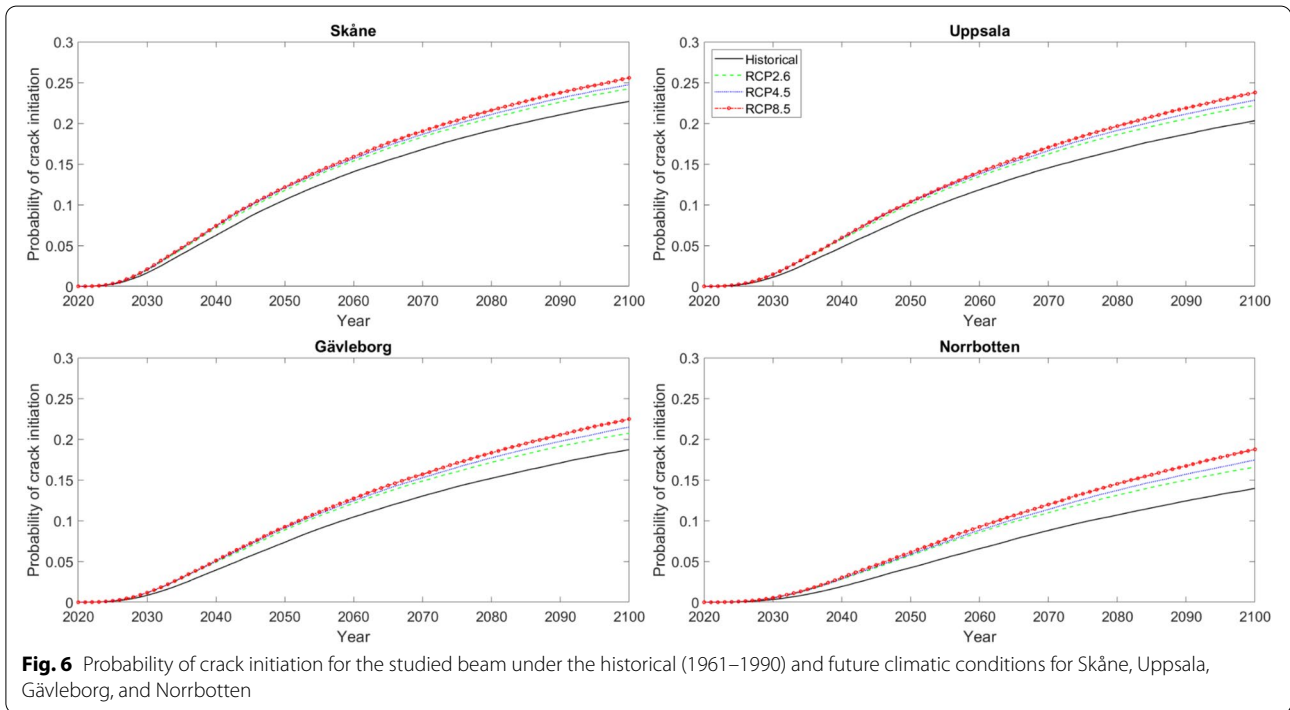 Skåne
0.3
0.25
0.2
0.15
0.1
0.05
0
Probability of crack initiation
2020 2030 2040 2050 2060 2070 2080 2090 2100
Year
Uppsala
0.3
0.25
0.2
0.15
0.1
0.05
0
Probability of crack initiation
Historical
RCP2.6
RCP4.5
RCP8.5
2020 2030 2040 2050 2060 2070 2080 2090 2100
Year
Gävleborg
0.3
0.25
0.2
0.15
0.1
0.05
0
Probability of crack initiation
2020 2030 2040 2050 2060 2070 2080 2090 2100
Year
Norrbotten
0.3
0.25
0.2
0.15
0.1
0.05
0
Probability of crack initiation
2020 2030 2040 2050 2060 2070 2080 2090 2100
Year
Fig. 6 Probability of crack initiation for the studied beam under the historical (1961–1990) and future climatic conditions for Skåne, Uppsala,
Gävleborg, and Norrbotten